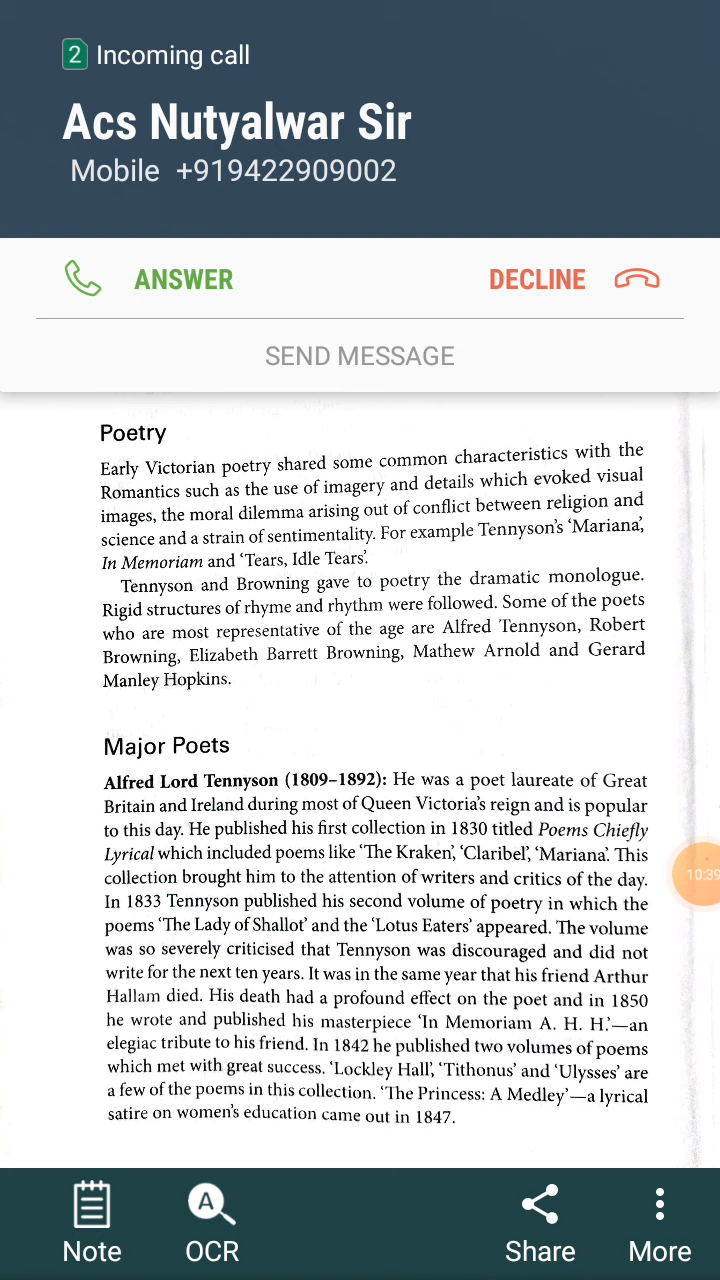 2 Incoming call
Acs Nutyalwar Sir
Mobile +919422909002
ANSWER DECLINE
SEND MESSAGE
Poetry
Early Victorian poetry shared some common characteristics with the
Romantics such as the use of imagery and details which evoked visual
images, the moral dilemma arising out of conflict between religion and
science and a strain of sentimentality. For example Tennyson's 'Mariana',
In Memoriam and 'Tears, Idle Tears'.
Tennyson and Browning gave to poetry the dramatic monologue.
Rigid structures of rhyme and rhythm were followed. Some of the poets
who are most representative of the age are Alfred Tennyson, Robert
Browning, Elizabeth Barrett Browning, Mathew Arnold and Gerard
Manley Hopkins.
Major Poets
Alfred Lord Tennyson (1809–1892): He was a poet laureate of Great
Britain and Ireland during most of Queen Victoria's reign and is popular
to this day. He published his first collection in 1830 titled Poems Chiefly
Lyrical which included poems like 'The Kraken', 'Claribel', 'Mariana'. This
collection brought him to the attention of writers and critics of the day.
In 1833 Tennyson published his second volume of poetry in which the
poems 'The Lady of Shallot' and the 'Lotus Eaters' appeared. The volume
was so severely criticised that Tennyson was discouraged and did not
write for the next ten years. It was in the same year that his friend Arthur
Hallam died. His death had a profound effect on the poet and in 1850
he wrote and published his masterpiece 'In Memoriam A. H. H.'—an
elegiac tribute to his friend. In 1842 he published two volumes of poems
which met with great success. 'Lockley Hall', 'Tithonus' and 'Ulysses' are
a few of the poems in this collection. 'The Princess: A Medley'—a lyrical
satire on women's education came out in 1847.
10:39
Note OCR Share More